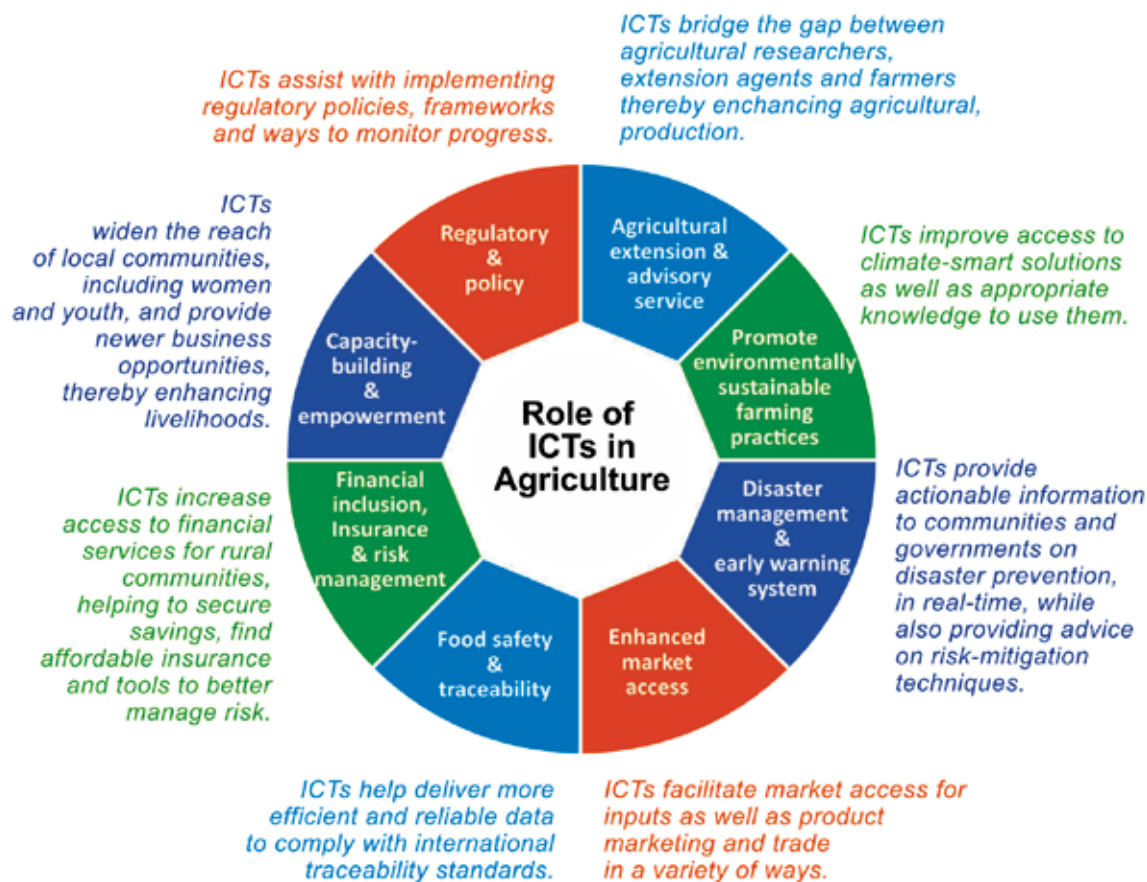 ICTs bridge the gap between
agricultural researchers,
extension agents and farmers
thereby enchancing agricultural,
production.
ICTs assist with implementing
regulatory policies, frameworks
and ways to monitor progress.
ICTs
widen the reach
of local communities,
including women
and youth, and provide
newer business
opportunities,
thereby enhancing
livelihoods.
Regulatory
&
policy
Agricultural
extension &
advisory
service
ICTs improve access to
climate-smart solutions
as well as appropriate
knowledge to use them.
Capacity-
building
&
empowerment
Promote
environmentally
sustainable
farming
practices
Role of
ICTs in
Agriculture
ICTs increase
access to financial
services for rural
communities,
helping to secure
savings, find
affordable insurance
and tools to better
manage risk.
Financial
inclusion,
Insurance
& risk
management
Disaster
management
&
early warning
system
ICTs provide
actionable information
to communities and
governments on
disaster prevention,
in real-time, while
also providing advice
on risk-mitigation
techniques.
Food safety
&
traceability
Enhanced
market
access
ICTs help deliver more
efficient and reliable data
to comply with international
traceability standards.
ICTs facilitate market access for
inputs as well as product
marketing and trade
in a variety of ways.